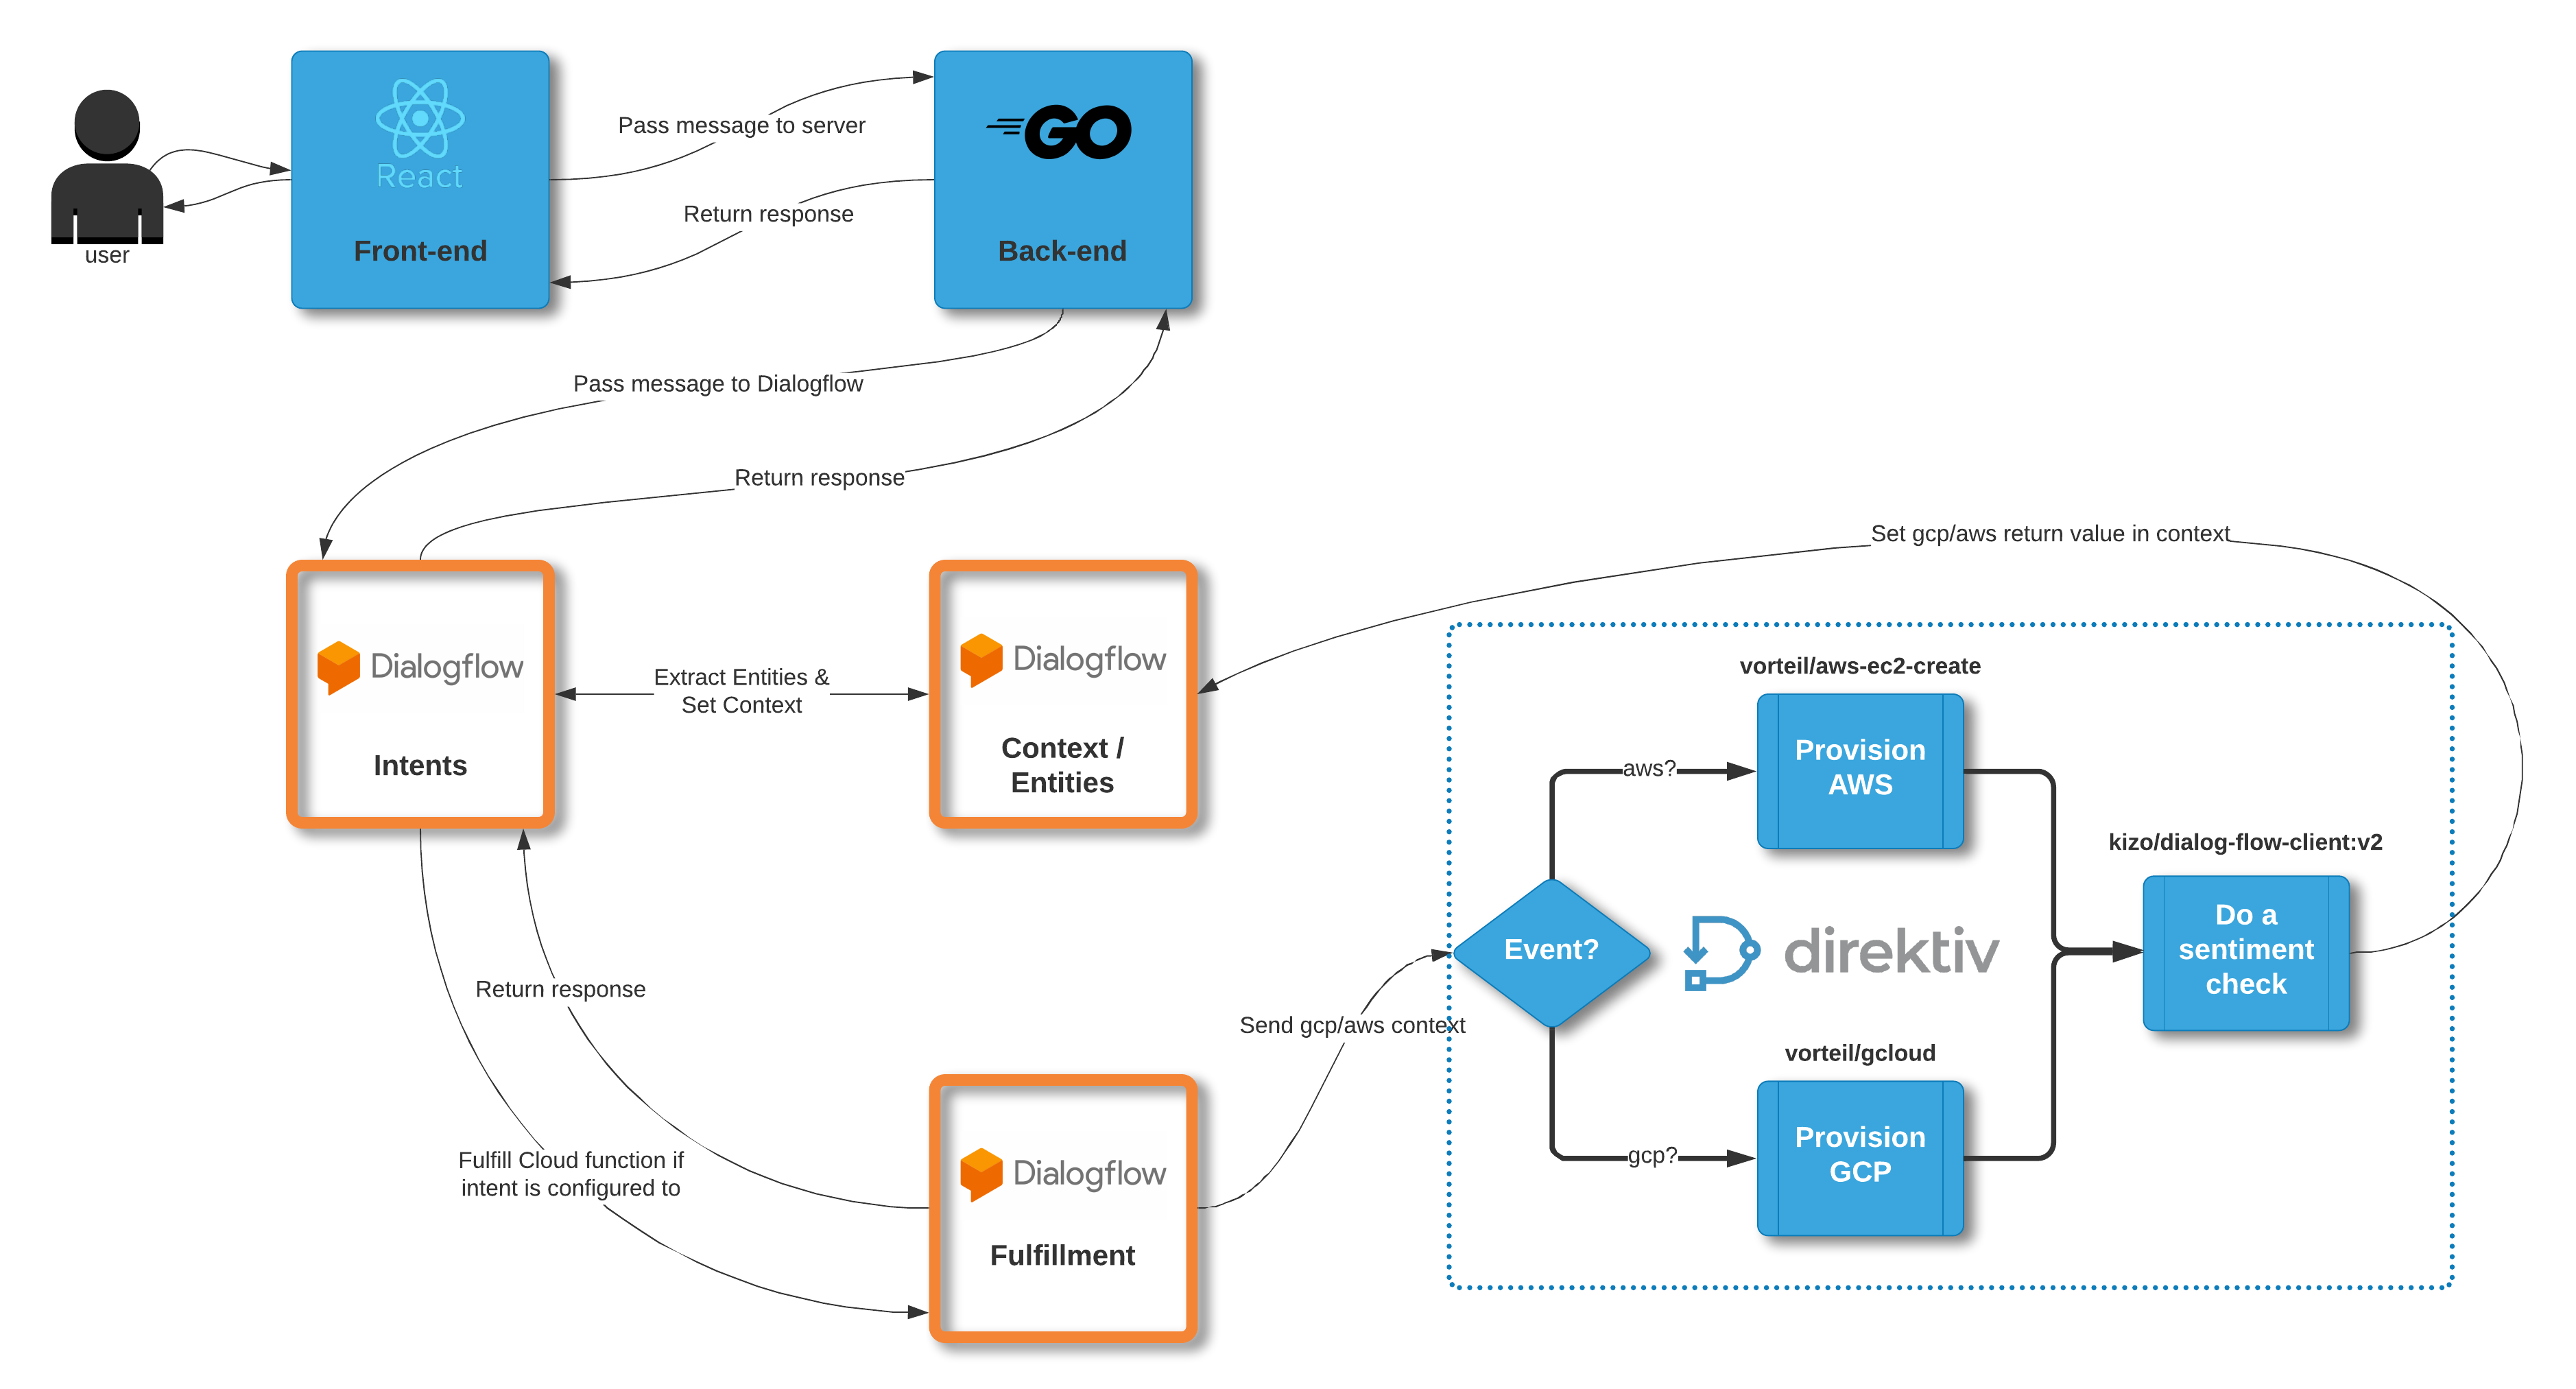 React
Front-end
user
Pass message to server
Return response
GO
Back-end
Pass message to Dialogflow
Return response
Dialogflow
Intents
Extract Entities &
Set Context
Dialogflow
Context /
Entities
Set gcp/aws return value in context
Return response
Fulfill Cloud function if
intent is configured to
Dialogflow
Fulfillment
Send gcp/aws context
Event?
aws?
vorteil/aws-ec2-create
Provision
AWS
direktiv
gcp?
vorteil/gcloud
Provision
GCP
kizo/dialog-flow-client:v2
Do a
sentiment
check